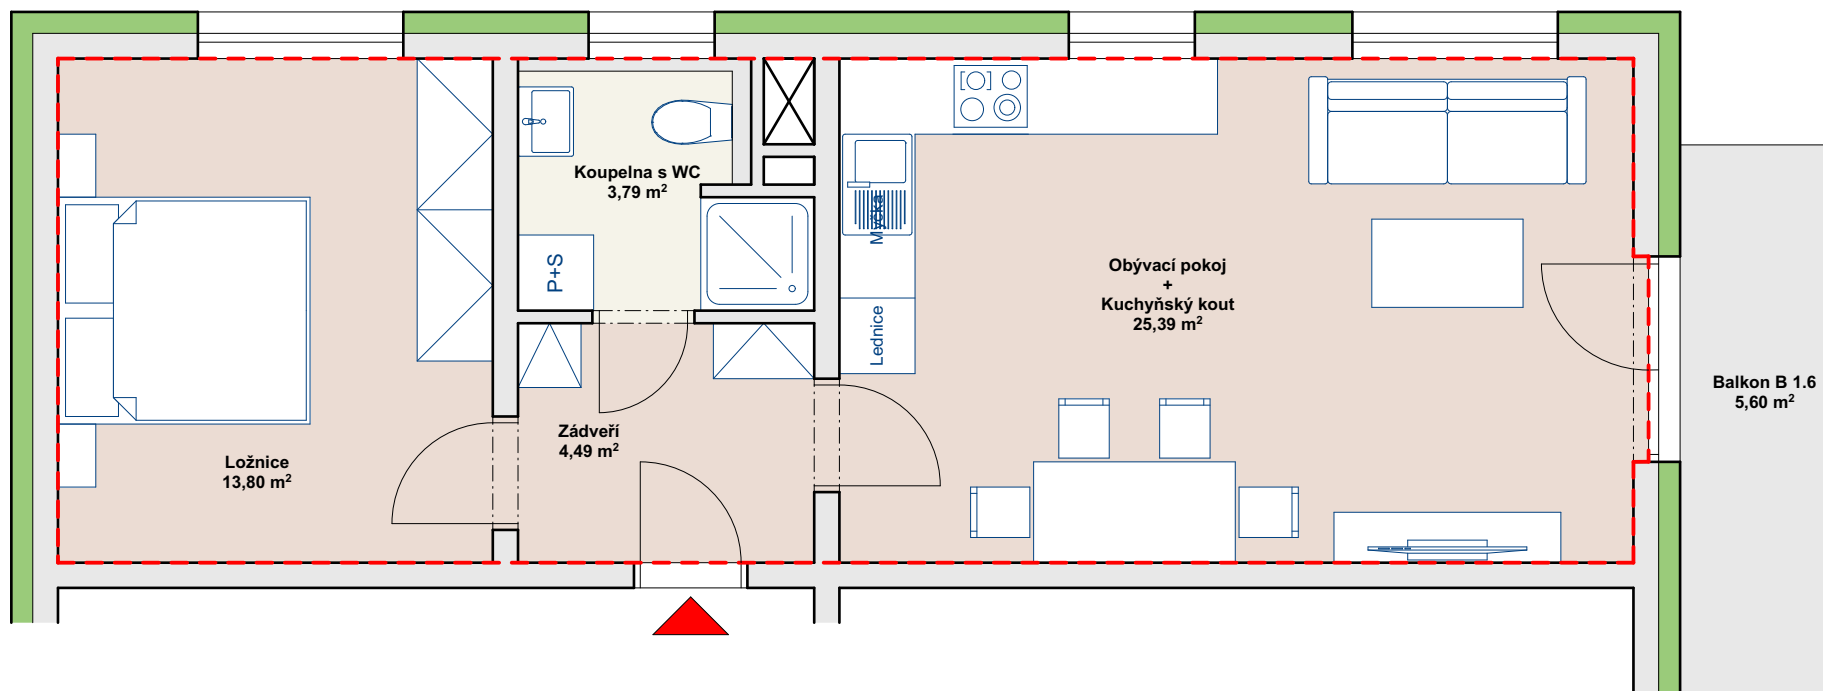 Koupelna s WC
3,79 m²
P+S
Myčka
Lednice
Obývací pokoj
+
Kuchyňský kout
25,39 m²
Balkon B 1.6
5,60 m²
Zádveří
4,49 m²
Ložnice
13,80 m²